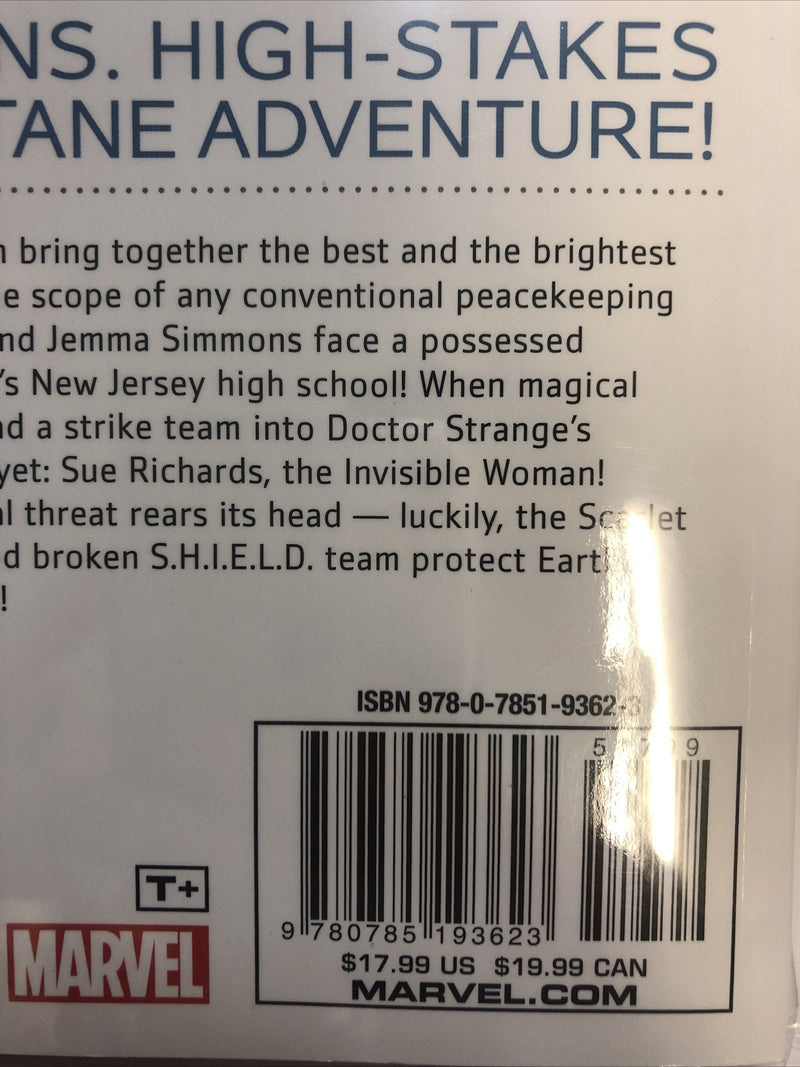 NS. HIGH-STAKES
TANE ADVENTURE!
bring together the best and the brightest
e scope of any conventional peacekeeping
nd Jemma Simmons face a possessed
's New Jersey high school! When magical
nd a strike team into Doctor Strange's
yet: Sue Richards, the Invisible Woman!
l threat rears its head — luckily, the Scarlet
d broken S.H.I.E.L.D. team protect Earth
!
ISBN 978-0-7851-9362-3
9 780785 193623
$17.99 US $19.99 CAN
MARVEL.COM
T+
MARVEL